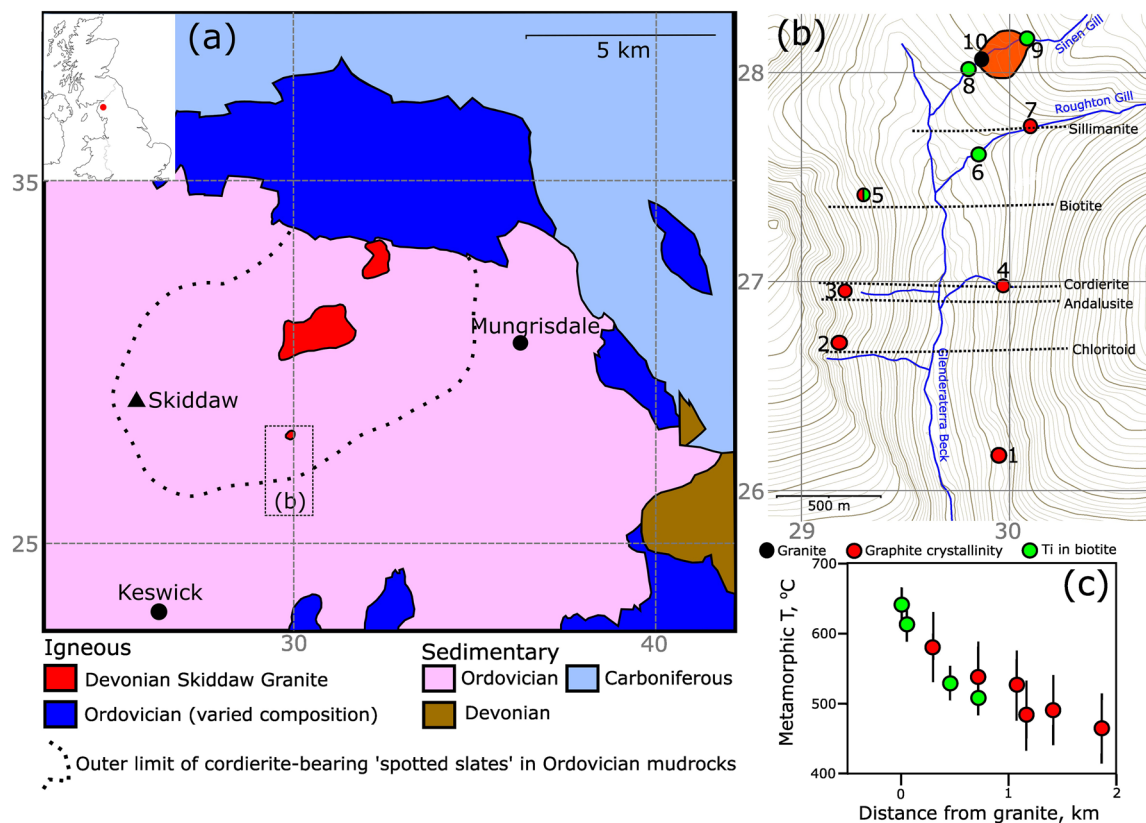 (a)
5 km
35
Mungrisdale
Skiddaw
(b)
25
Keswick
30
40
Igneous
Devonian Skiddaw Granite
Ordovician (varied composition)
Sedimentary
Ordovician
Carboniferous
Devonian
Outer limit of cordierite-bearing 'spotted slates' in Ordovician mudrocks
(b)
10
9
Sinen Gill
28
8
7
Roughton Gill
Sillimanite
6
5
Biotite
27
4
3
Cordierite
Andalusite
2
Chloritoid
Glenderaterra Beck
1
26
500 m
29
30
Granite
Graphite crystallinity
Ti in biotite
(c)
700
600
500
400
Metamorphic T, °C
0
1
2
Distance from granite, km